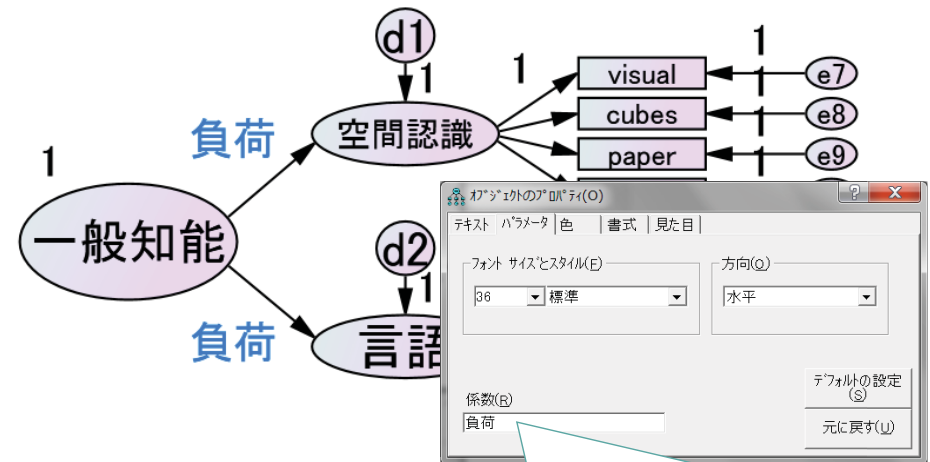 d1
1
1
1
visual
e7
1
負荷
空間認識
cubes
1
e8
1
paper
1
e9
一般知能
d2
1
負荷
言語
オブジェクトのプロパティ(O)
テキスト
パラメータ
色
書式
見た目
フォント サイズとスタイル(F)
方向(O)
36
標準
水平
係数(R)
負荷
デフォルトの設定
(S)
元に戻す(U)